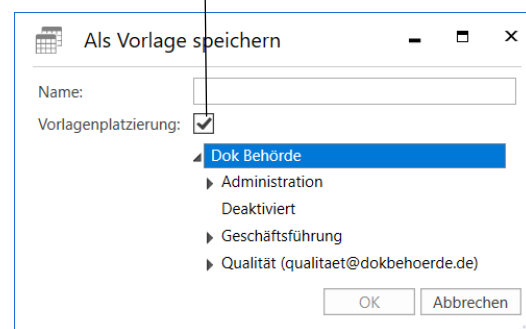 Als Vorlage speichern
Name:
Vorlagenplatzierung:
Dok Behörde
Administration
Deaktiviert
Geschäftsführung
Qualität (qualitaet@dokbehoerde.de)
OK Abbrechen